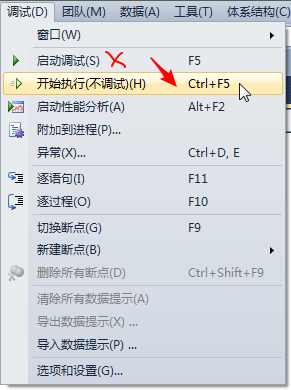 调试(D) 团队(M) 数据(A) 工具(T) 体系结构(C)
窗口(W)
启动调试(S) F5
开始执行(不调试)(H) Ctrl+F5
启动性能分析(A) Alt+F2
附加到进程(P)...
异常(X)... Ctrl+D, E
逐语句(I) F11
逐过程(O) F10
切换断点(G) F9
新建断点(B)
删除所有断点(D) Ctrl+Shift+F9
清除所有数据提示(A)
导出数据提示(X) ...
导入数据提示(P) ...
选项和设置(G)...